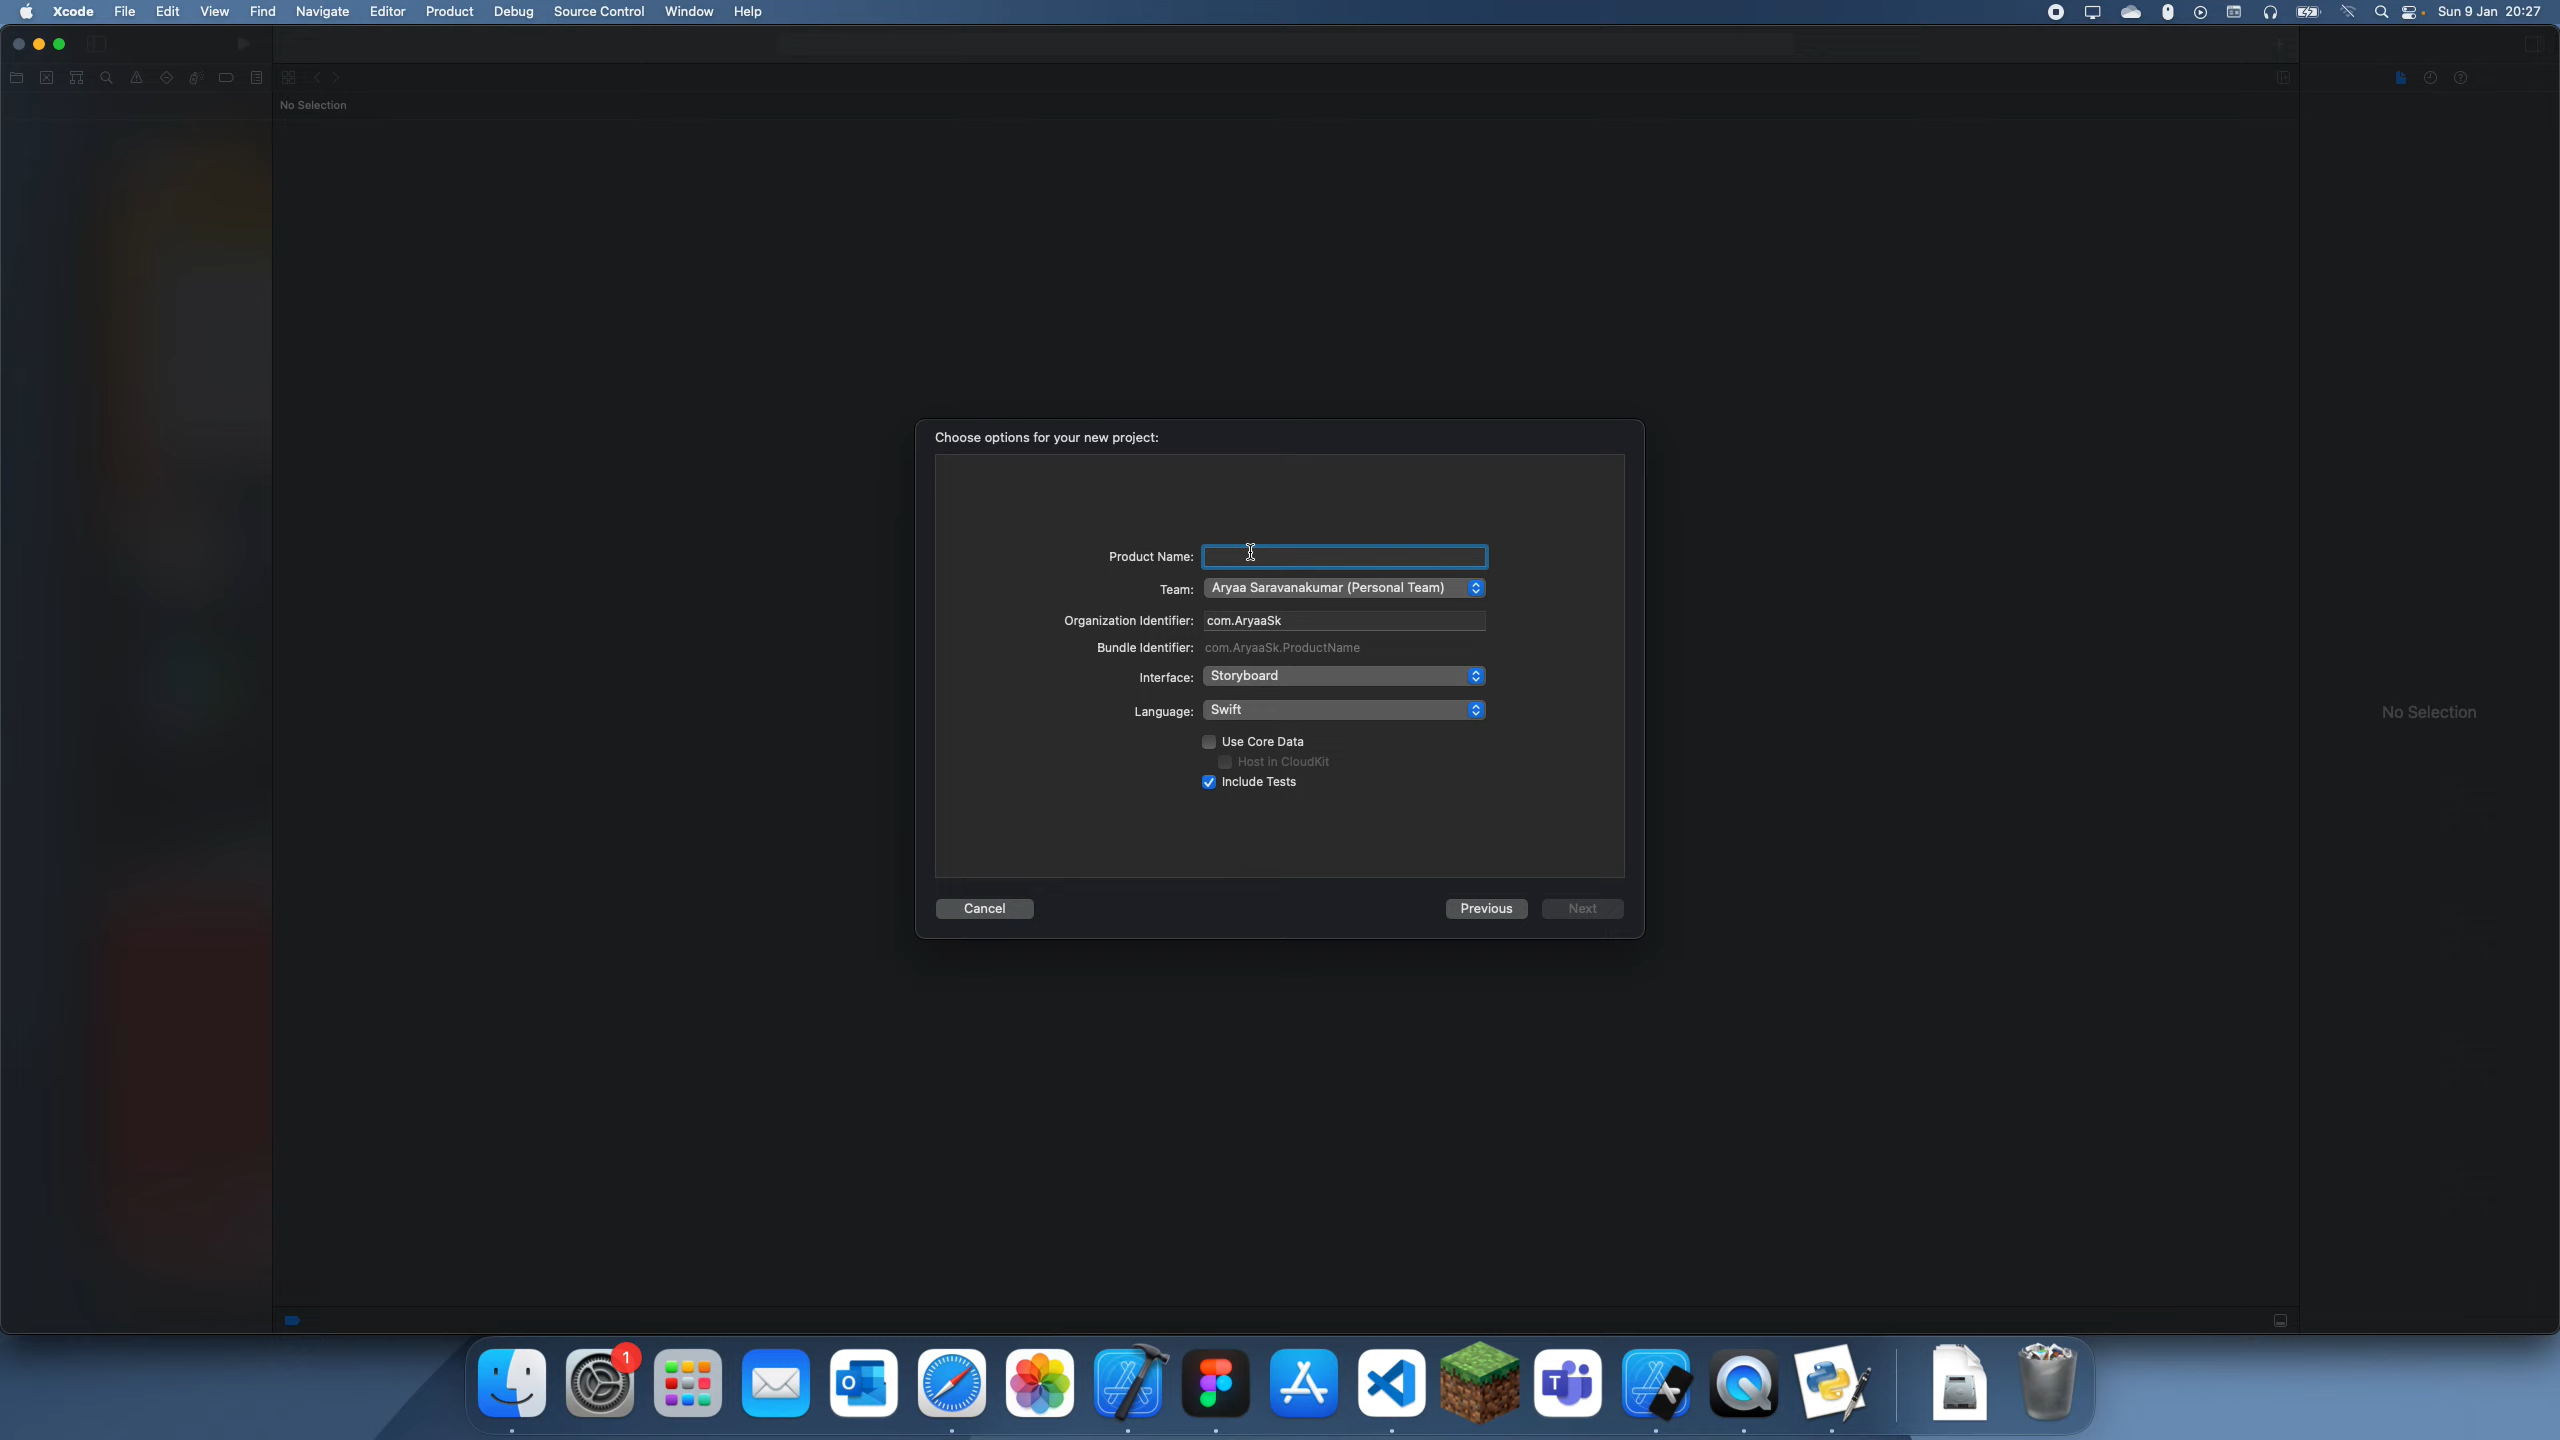 Xcode File Edit View Find Navigate Editor Product Debug Source Control Window Help Sun 9 Jan 20:27
No Selection
Choose options for your new project:
Product Name:
Team: Aryaa Saravanakumar (Personal Team)
Organization Identifier: com.AryaaSk
Bundle Identifier: com.AryaaSk.ProductName
Interface: Storyboard
Language: Swift
No Selection
Use Core Data
Host in CloudKit
Include Tests
Cancel Previous Next
1